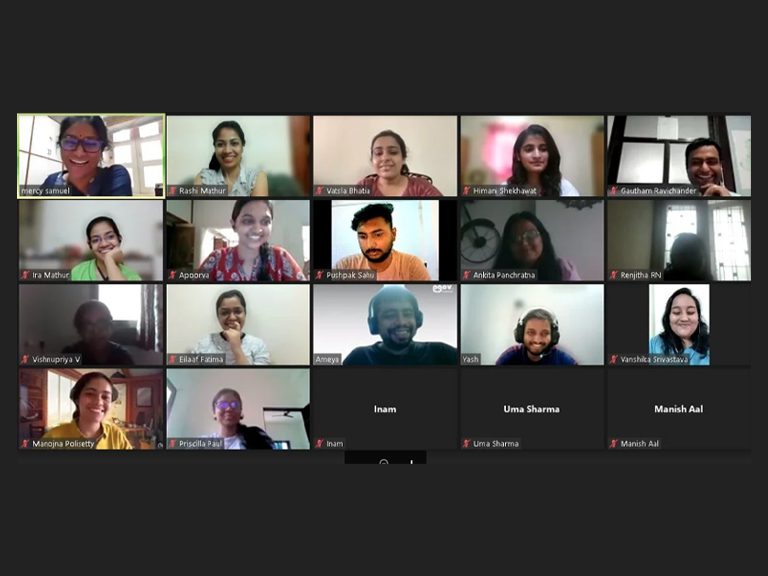 mercy samuel
Rashi Mathur
Vatsla Bhatia
Himani Shekhawat
Gautham Ravichander
Ira Mathur
Apoorva
Pushpak Sahu
Ankita Panchratna
Renjitha RN
Vishnupriya V
Eilaaf Fatima
egov
Ameya
Yash
Vanshika Srivastava
Manojna Polisetty
Priscilla Paul
Inam
Inam
Uma Sharma
Uma Sharma
Manish Aal
Manish Aal